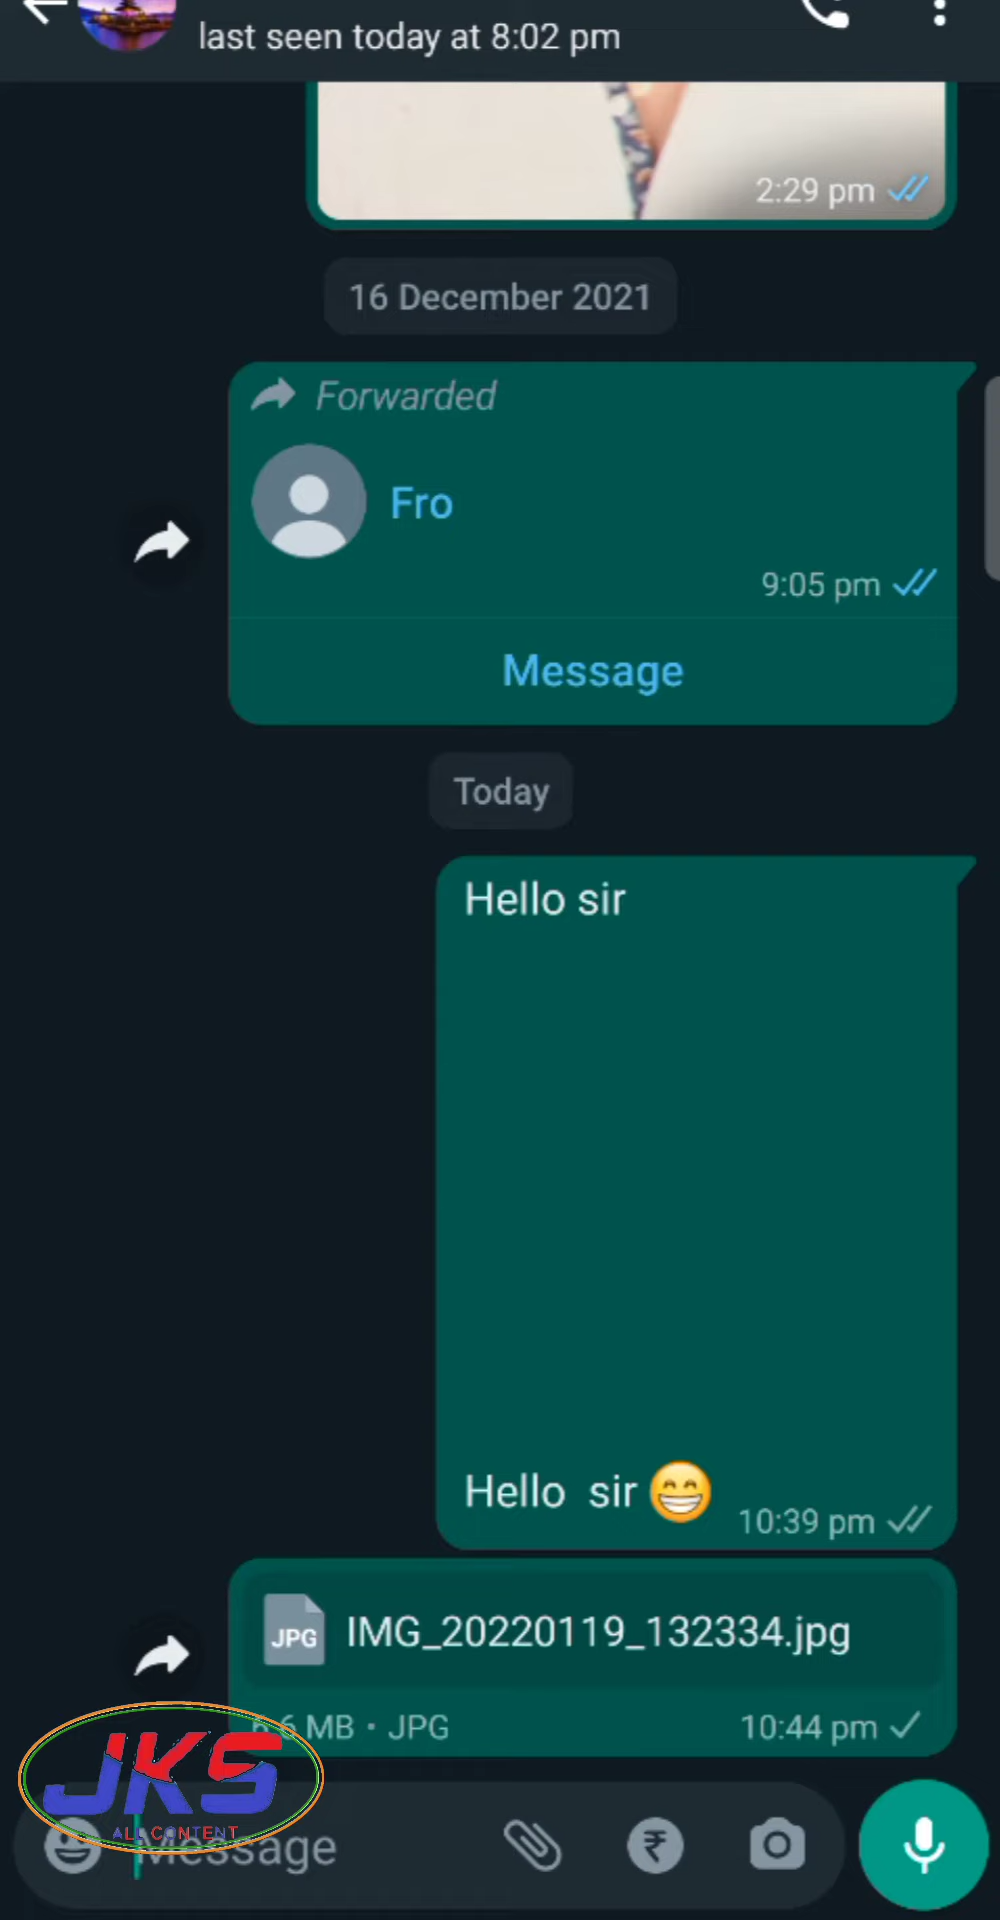 last seen today at 8:02 pm
2:29 pm
16 December 2021
Forwarded
Fro
9:05 pm
Message
Today
Hello sir
Hello  sir 😁
10:39 pm
JPG
IMG_20220119_132334.jpg
6.6 MB • JPG
10:44 pm
JKS
ALL CONTENT
Message